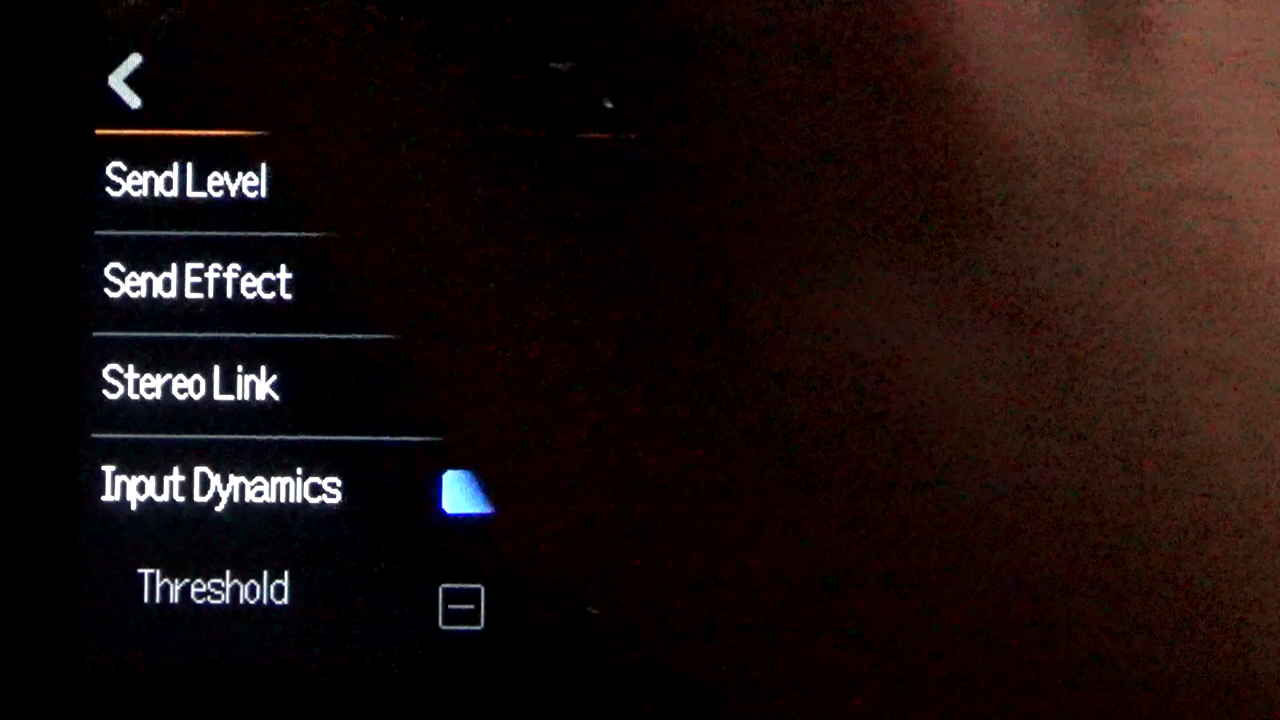 Send Level
Send Effect
Stereo Link
Input Dynamics
Threshold